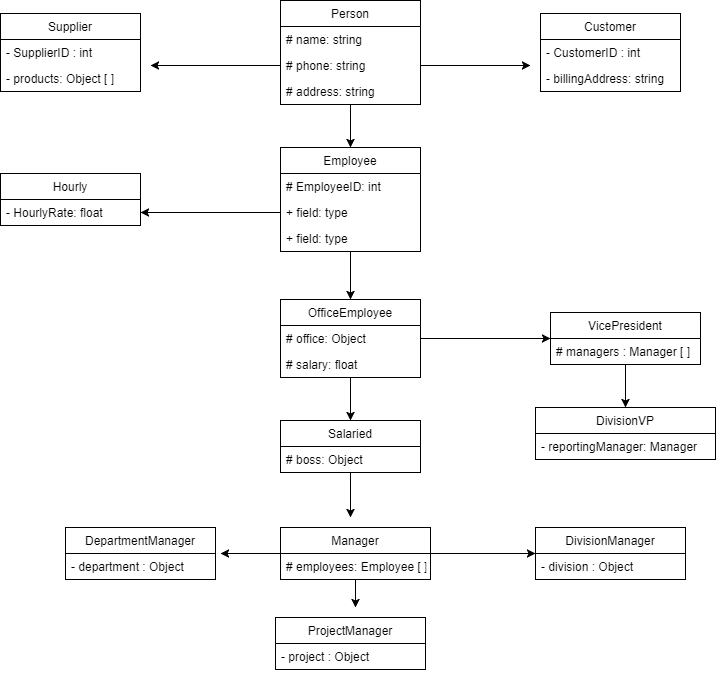 Supplier
- SupplierID : int
- products: Object [ ]
Person
# name: string
# phone: string
# address: string
Customer
- CustomerID : int
- billingAddress: string
Hourly
- HourlyRate: float
Employee
# EmployeeID: int
+ field: type
+ field: type
OfficeEmployee
# office: Object
# salary: float
VicePresident
# managers : Manager [ ]
DivisionVP
- reportingManager: Manager
Salaried
# boss: Object
DepartmentManager
- department : Object
Manager
# employees: Employee [ ]
DivisionManager
- division : Object
ProjectManager
- project : Object